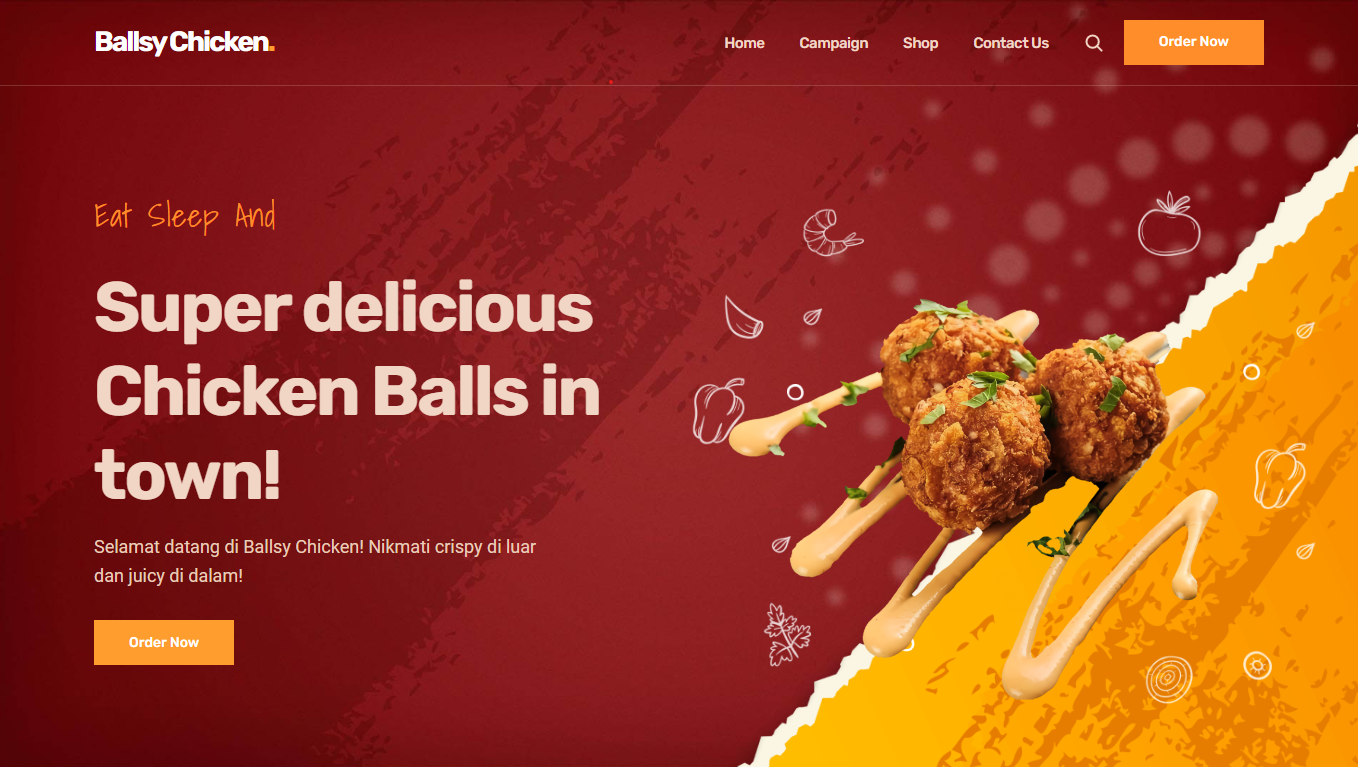 Ballsy Chicken.
Home Campaign Shop Contact Us Order Now
Eat Sleep And
Super delicious
Chicken Balls in
town!
Selamat datang di Ballsy Chicken! Nikmati crispy di luar
dan juicy di dalam!
Order Now